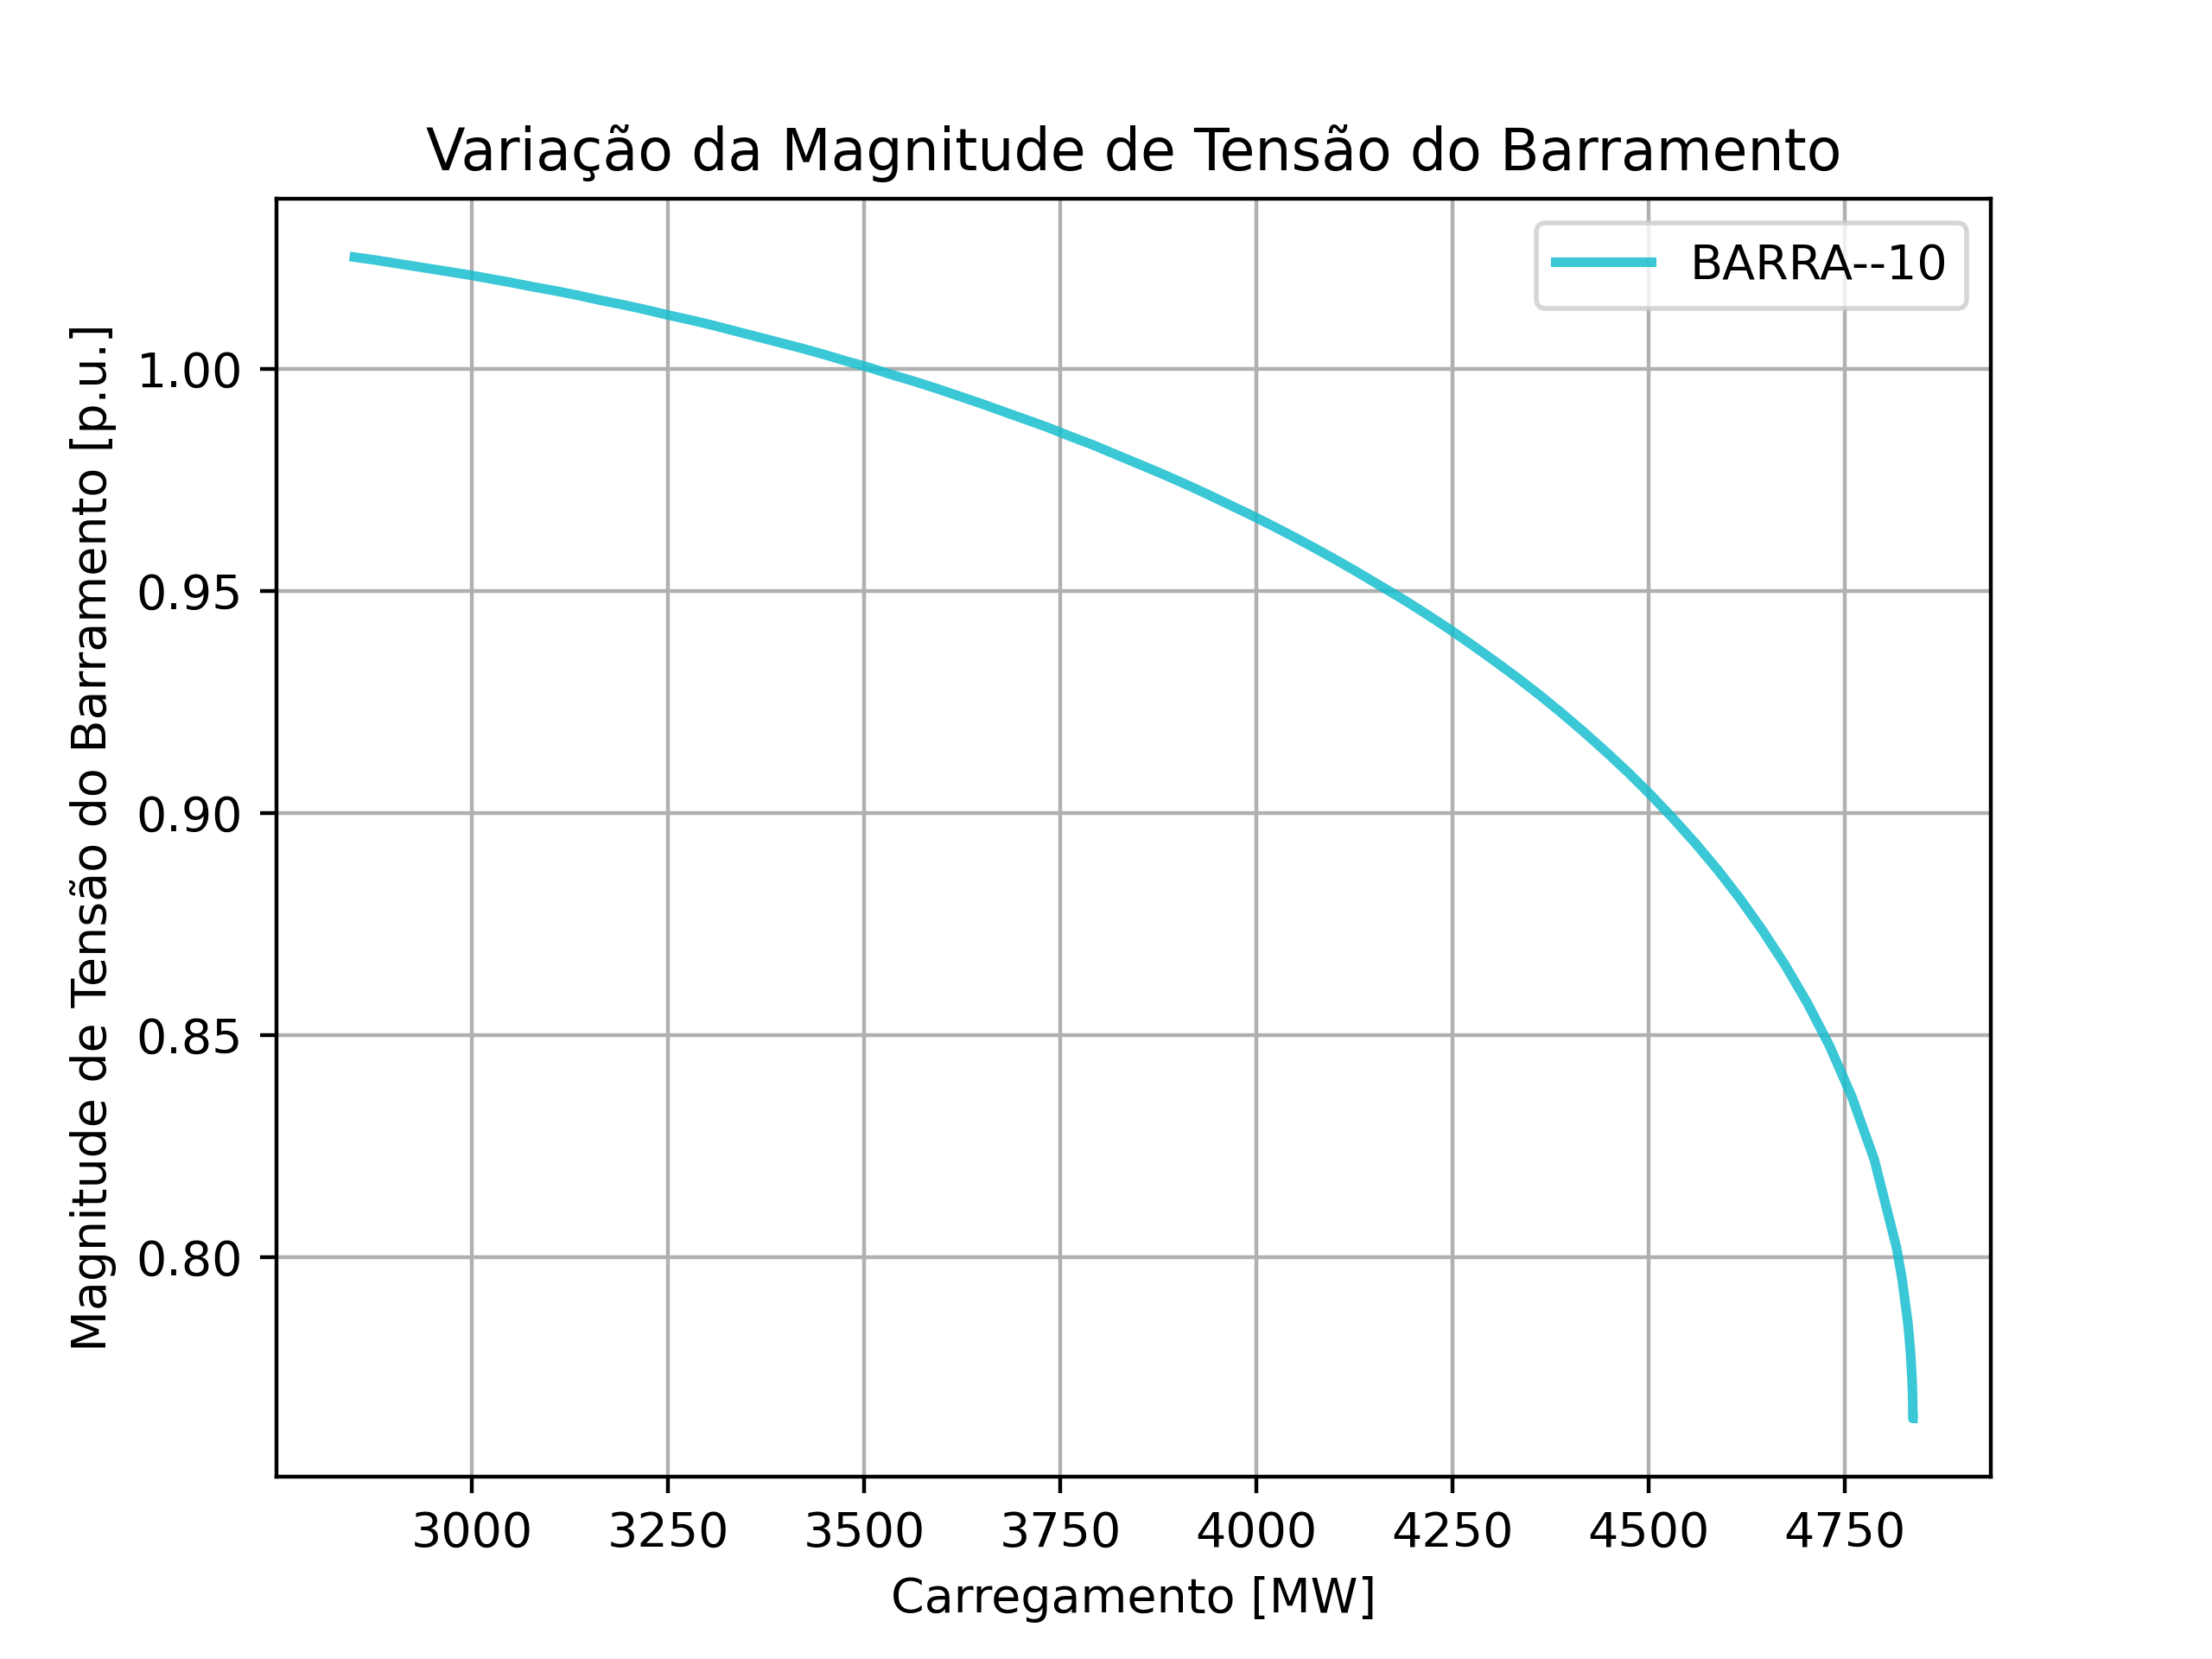 Variação da Magnitude de Tensão do Barramento
BARRA--10
Magnitude de Tensão do Barramento [p.u.]
1.00
0.95
0.90
0.85
0.80
3000 3250 3500 3750 4000 4250 4500 4750
Carregamento [MW]